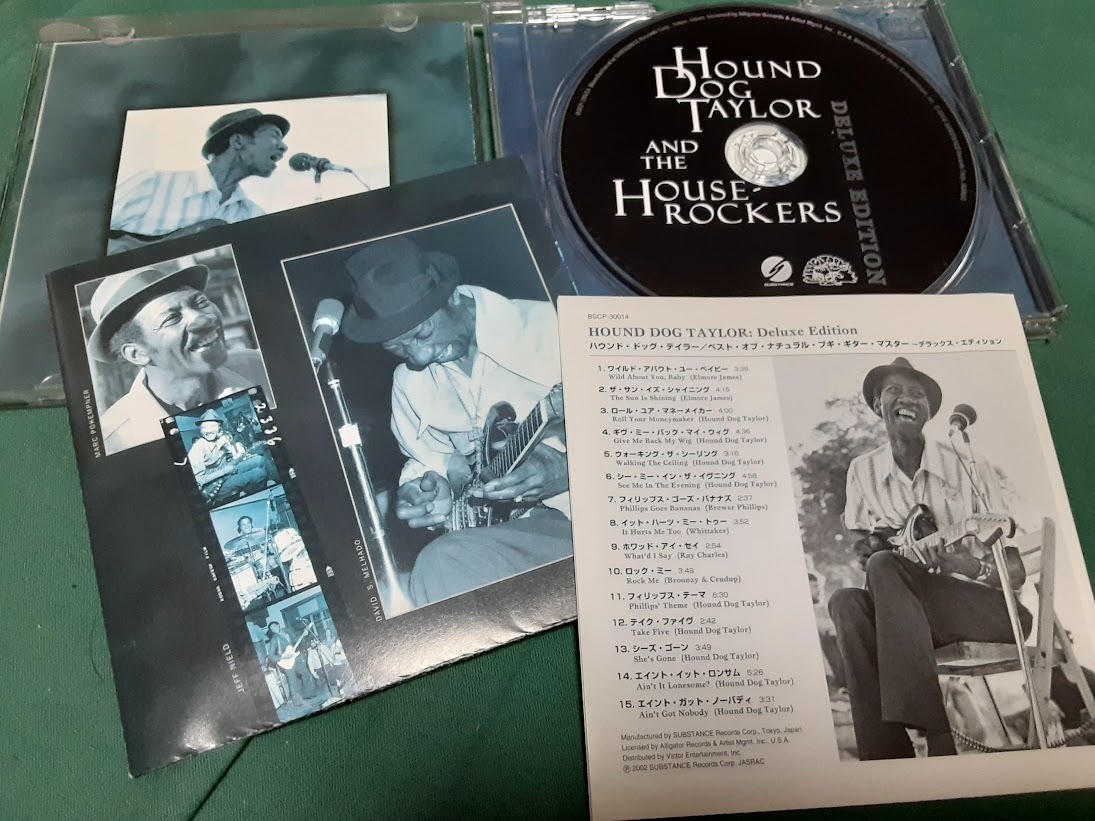 HOUND
DOG
TAYLOR
AND
THE
HOUSE-
ROCKERS
DELUXE EDITION
SUBSTANCE
MARC POKEMPNER
DAVID S. MELHADO
JEFF NIELD
BSCP-30014
HOUND DOG TAYLOR: Deluxe Edition
ハウンド・ドッグ・テイラー／ベスト・オブ・ナチュラル・ブギ・ギター・マスター ～デラックス・エディション
1. ワイルド・アバウト・ユー・ベイビー 3:39
Wild About You, Baby (Elmore James)
2. ザ・サン・イズ・シャイニング 4:15
The Sun Is Shining (Elmore James)
3. ロール・ユア・マネーメイカー 4:00
Roll Your Moneymaker (Hound Dog Taylor)
4. ギヴ・ミー・バック・マイ・ウィグ 4:36
Give Me Back My Wig (Hound Dog Taylor)
5. ウォーキング・ザ・シーリング 3:16
Walking The Ceiling (Hound Dog Taylor)
6. シー・ミー・イン・ザ・イヴニング 4:58
See Me In The Evening (Hound Dog Taylor)
7. フィリップス・ゴーズ・バナナズ 2:37
Phillips Goes Bananas (Brewer Phillips)
8. イット・ハーツ・ミー・トゥー 3:52
It Hurts Me Too (Whittaker)
9. ホワッド・アイ・セイ 2:54
What'd I Say (Ray Charles)
10. ロック・ミー 3:49
Rock Me (Broonzy & Crudup)
11. フィリップス・テーマ 6:30
Phillips' Theme (Hound Dog Taylor)
12. テイク・ファイヴ 2:42
Take Five (Hound Dog Taylor)
13. シーズ・ゴーン 3:49
She's Gone (Hound Dog Taylor)
14. エイント・イット・ロンサム 5:26
Ain't It Lonesome? (Hound Dog Taylor)
15. エイント・ガット・ノーバディ 3:31
Ain't Got Nobody (Hound Dog Taylor)
Manufactured by SUBSTANCE Records Corp., Tokyo, Japan
Licensed by Alligator Records & Artist Mgmt. Inc., U.S.A.
Distributed by Victor Entertainment, Inc.
Ⓟ 2002 SUBSTANCE Records Corp. JASRAC